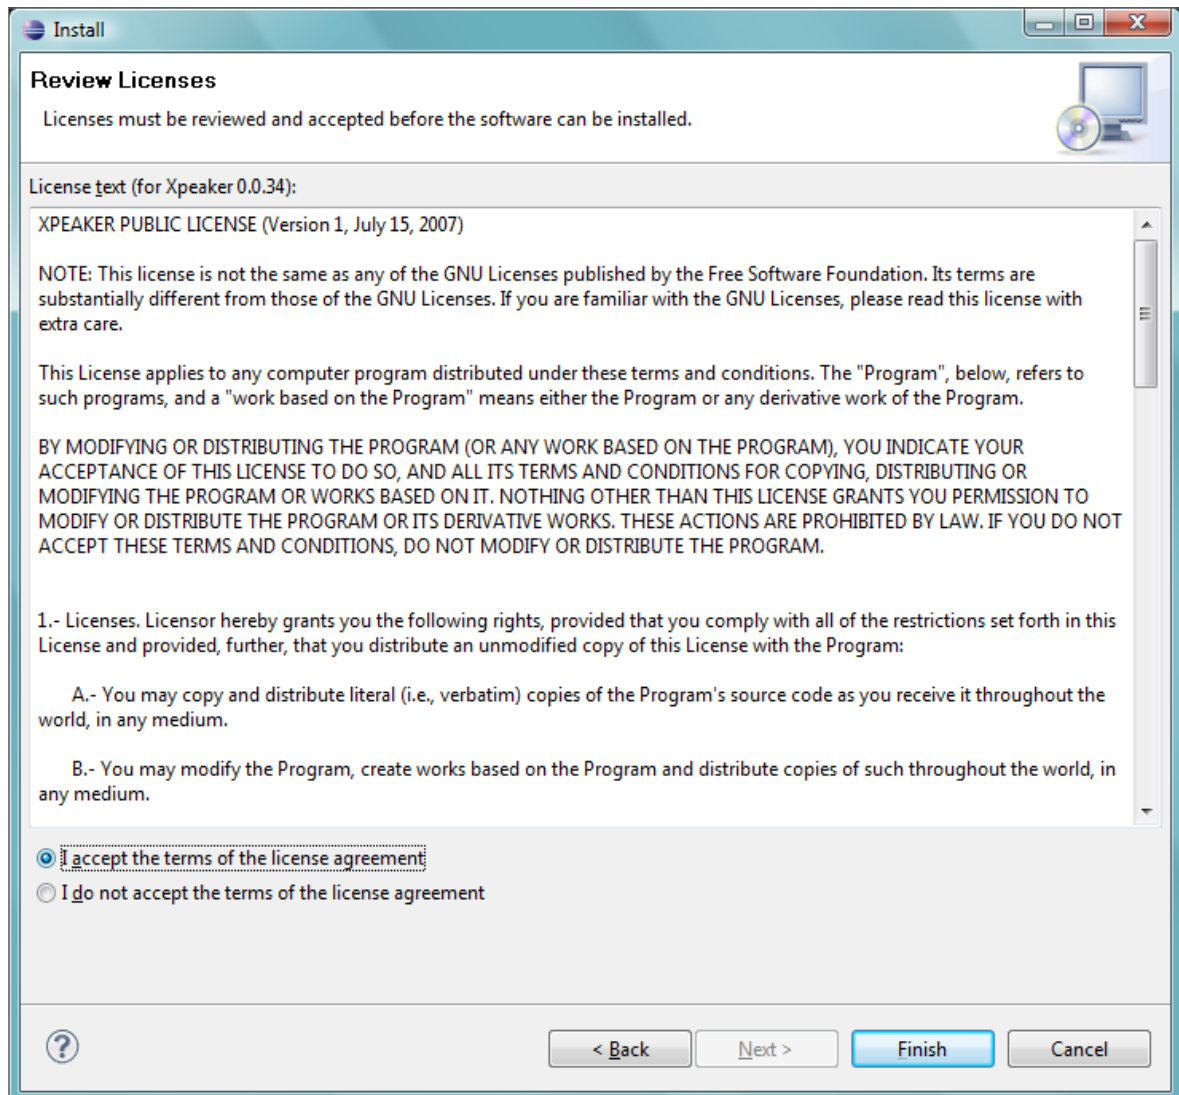 Install
Review Licenses
Licenses must be reviewed and accepted before the software can be installed.
License text (for Xpeaker 0.0.34):
XPEAKER PUBLIC LICENSE (Version 1, July 15, 2007)
NOTE: This license is not the same as any of the GNU Licenses published by the Free Software Foundation. Its terms are
substantially different from those of the GNU Licenses. If you are familiar with the GNU Licenses, please read this license with
extra care.
This License applies to any computer program distributed under these terms and conditions. The "Program", below, refers to
such programs, and a "work based on the Program" means either the Program or any derivative work of the Program.
BY MODIFYING OR DISTRIBUTING THE PROGRAM (OR ANY WORK BASED ON THE PROGRAM), YOU INDICATE YOUR
ACCEPTANCE OF THIS LICENSE TO DO SO, AND ALL ITS TERMS AND CONDITIONS FOR COPYING, DISTRIBUTING OR
MODIFYING THE PROGRAM OR WORKS BASED ON IT. NOTHING OTHER THAN THIS LICENSE GRANTS YOU PERMISSION TO
MODIFY OR DISTRIBUTE THE PROGRAM OR ITS DERIVATIVE WORKS. THESE ACTIONS ARE PROHIBITED BY LAW. IF YOU DO NOT
ACCEPT THESE TERMS AND CONDITIONS, DO NOT MODIFY OR DISTRIBUTE THE PROGRAM.
1.- Licenses. Licensor hereby grants you the following rights, provided that you comply with all of the restrictions set forth in this
License and provided, further, that you distribute an unmodified copy of this License with the Program:
A.- You may copy and distribute literal (i.e., verbatim) copies of the Program's source code as you receive it throughout the
world, in any medium.
B.- You may modify the Program, create works based on the Program and distribute copies of such throughout the world, in
any medium.
I accept the terms of the license agreement
I do not accept the terms of the license agreement
< Back Next > Finish Cancel